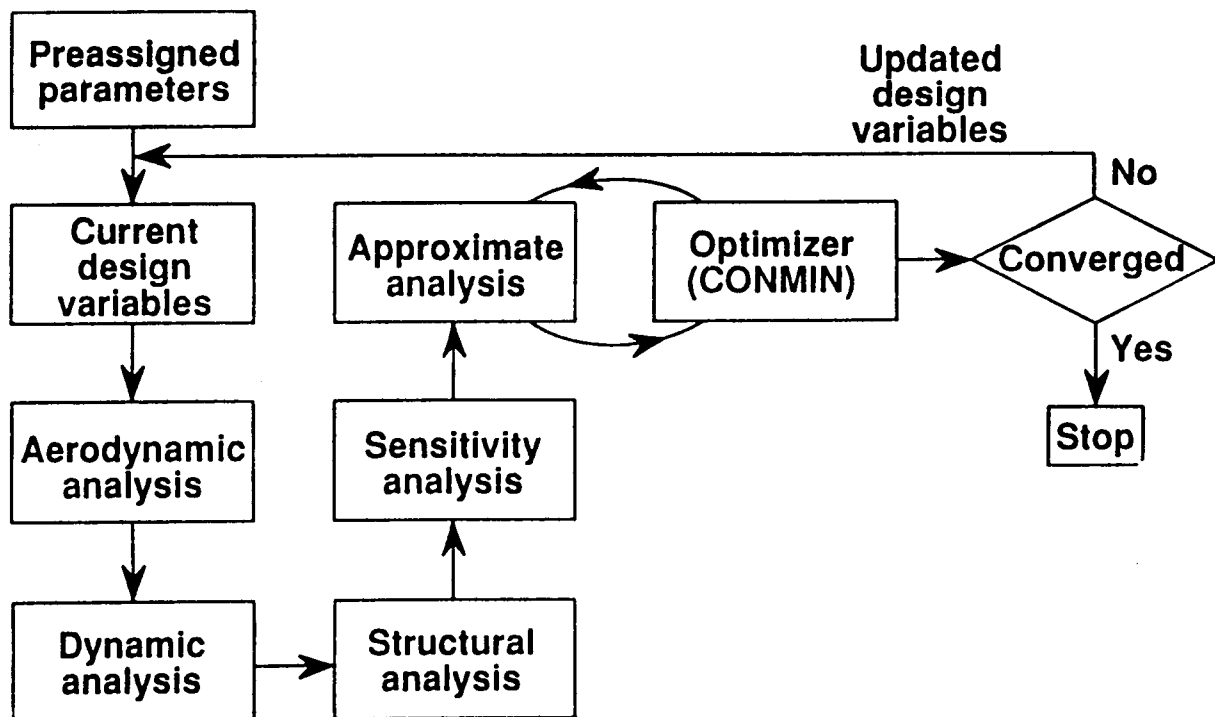 Preassigned
parameters
Updated
design
variables
No
Current
design
variables
Approximate
analysis
Optimizer
(CONMIN)
Converged
Yes
Stop
Aerodynamic
analysis
Sensitivity
analysis
Dynamic
analysis
Structural
analysis